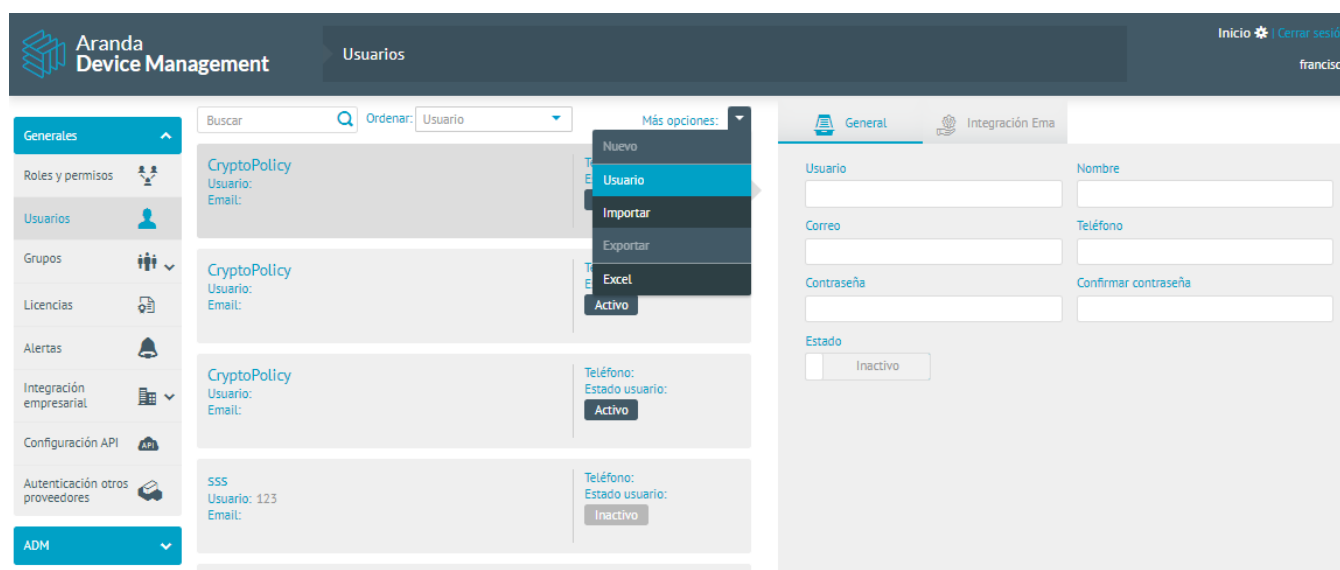 Aranda
Device Management
Usuarios
Inicio | Cerrar sesió
francisc
Generales
Roles y permisos
Usuarios
Grupos
Licencias
Alertas
Integración
empresarial
Configuración API
API
Autenticación otros
proveedores
ADM
Buscar
Ordenar: Usuario
Más opciones:
Nuevo
Usuario
Importar
Exportar
Excel
CryptoPolicy
Usuario:
Email:
CryptoPolicy
Usuario:
Email:
Activo
CryptoPolicy
Usuario:
Email:
Teléfono:
Estado usuario:
Activo
sss
Usuario: 123
Email:
Teléfono:
Estado usuario:
Inactivo
General
Integración Ema
Usuario
Nombre
Correo
Teléfono
Contraseña
Confirmar contraseña
Estado
Inactivo